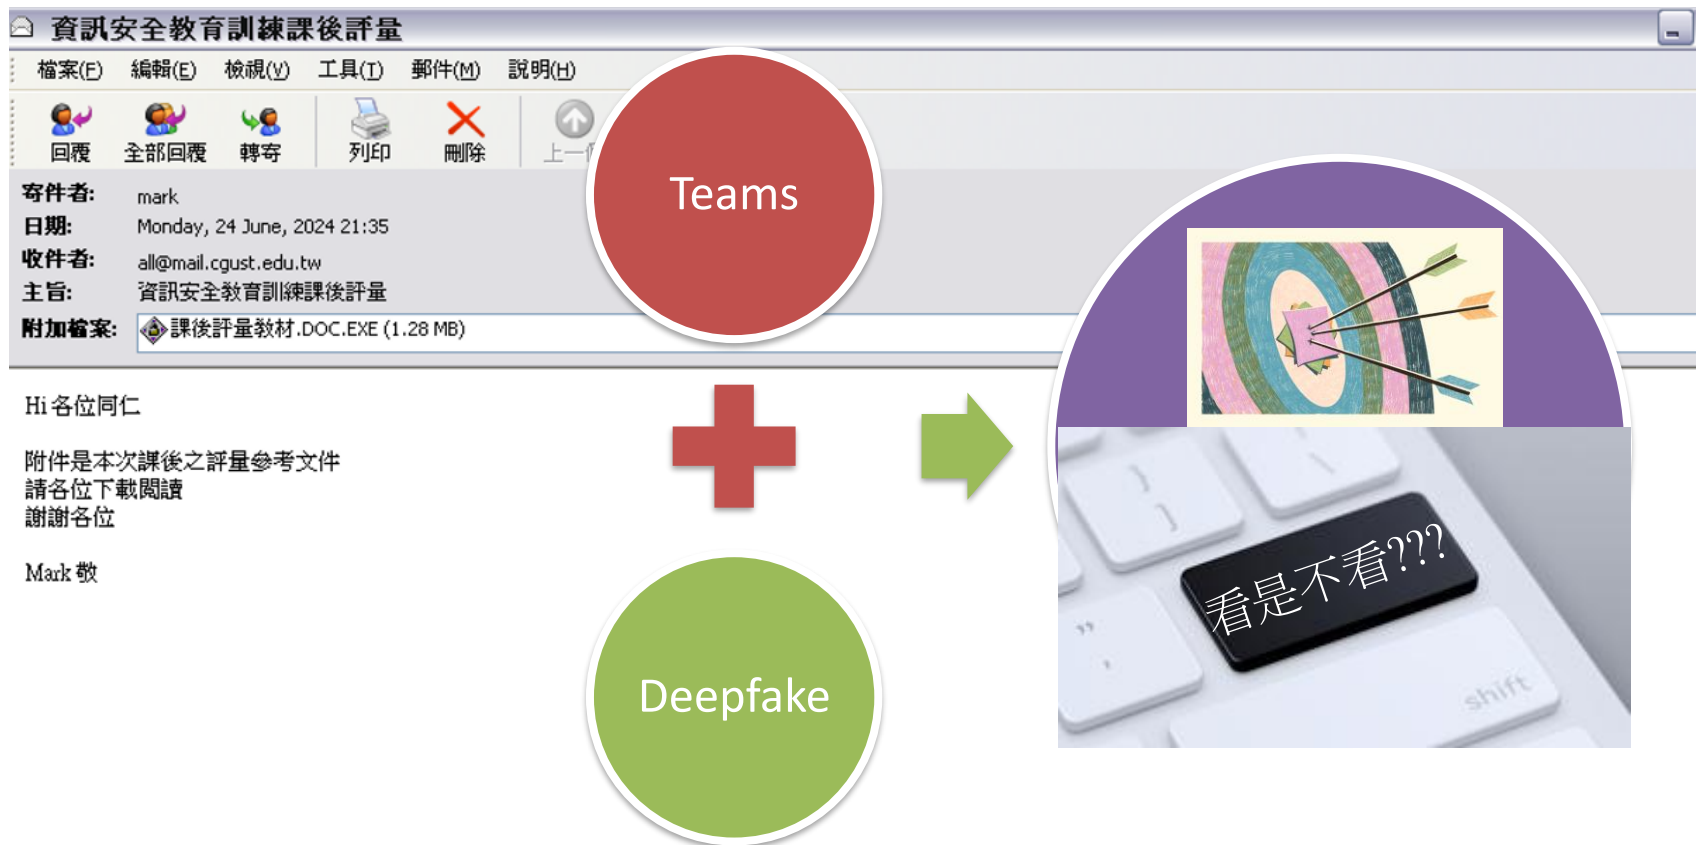 資訊安全教育訓練課後評量
檔案(F) 編輯(E) 檢視(V) 工具(T) 郵件(M) 說明(H)
回覆 全部回覆 轉寄 列印 刪除 上一
寄件者: mark
日期: Monday, 24 June, 2024 21:35
收件者: all@mail.cgust.edu.tw
主旨: 資訊安全教育訓練課後評量
附加檔案: 課後評量教材.DOC.EXE (1.28 MB)
Hi 各位同仁
附件是本次課後之評量參考文件
請各位下載閱讀
謝謝各位
Mark 敬
Teams
Deepfake
看是不看???
shift